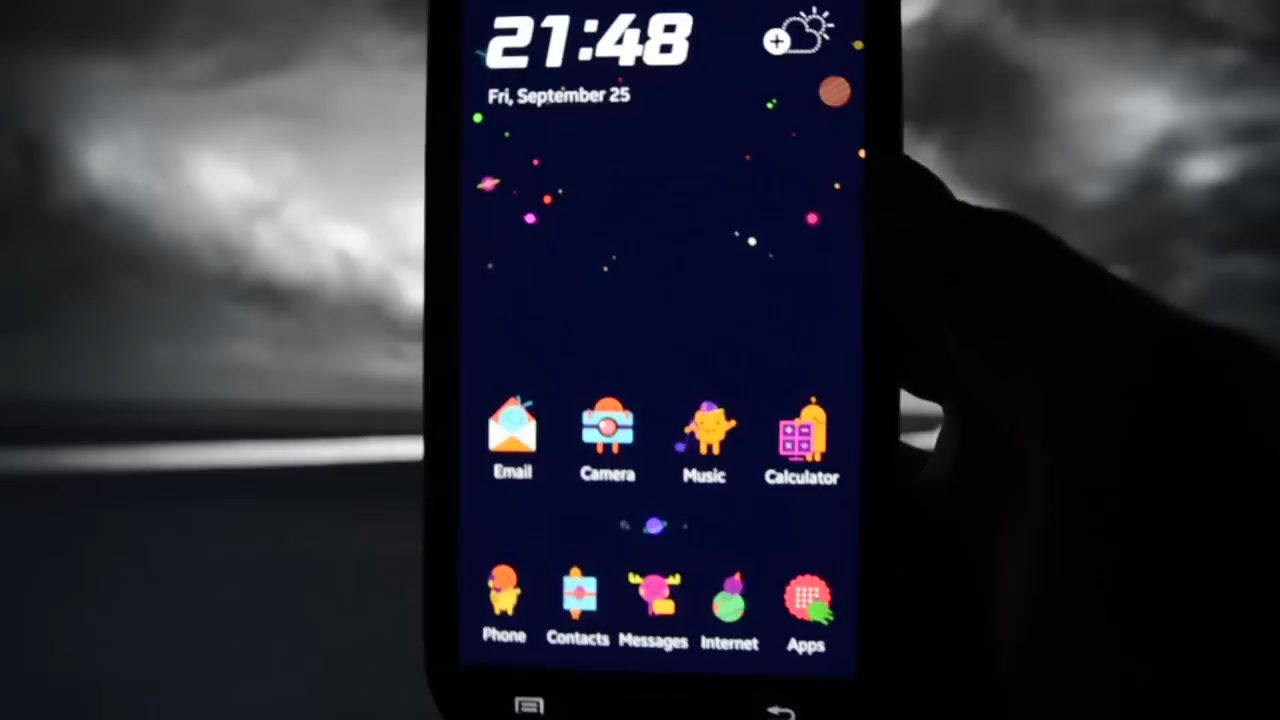 21:48
Fri, September 25
Email
Camera
Music
Calculator
Phone
Contacts
Messages
Internet
Apps